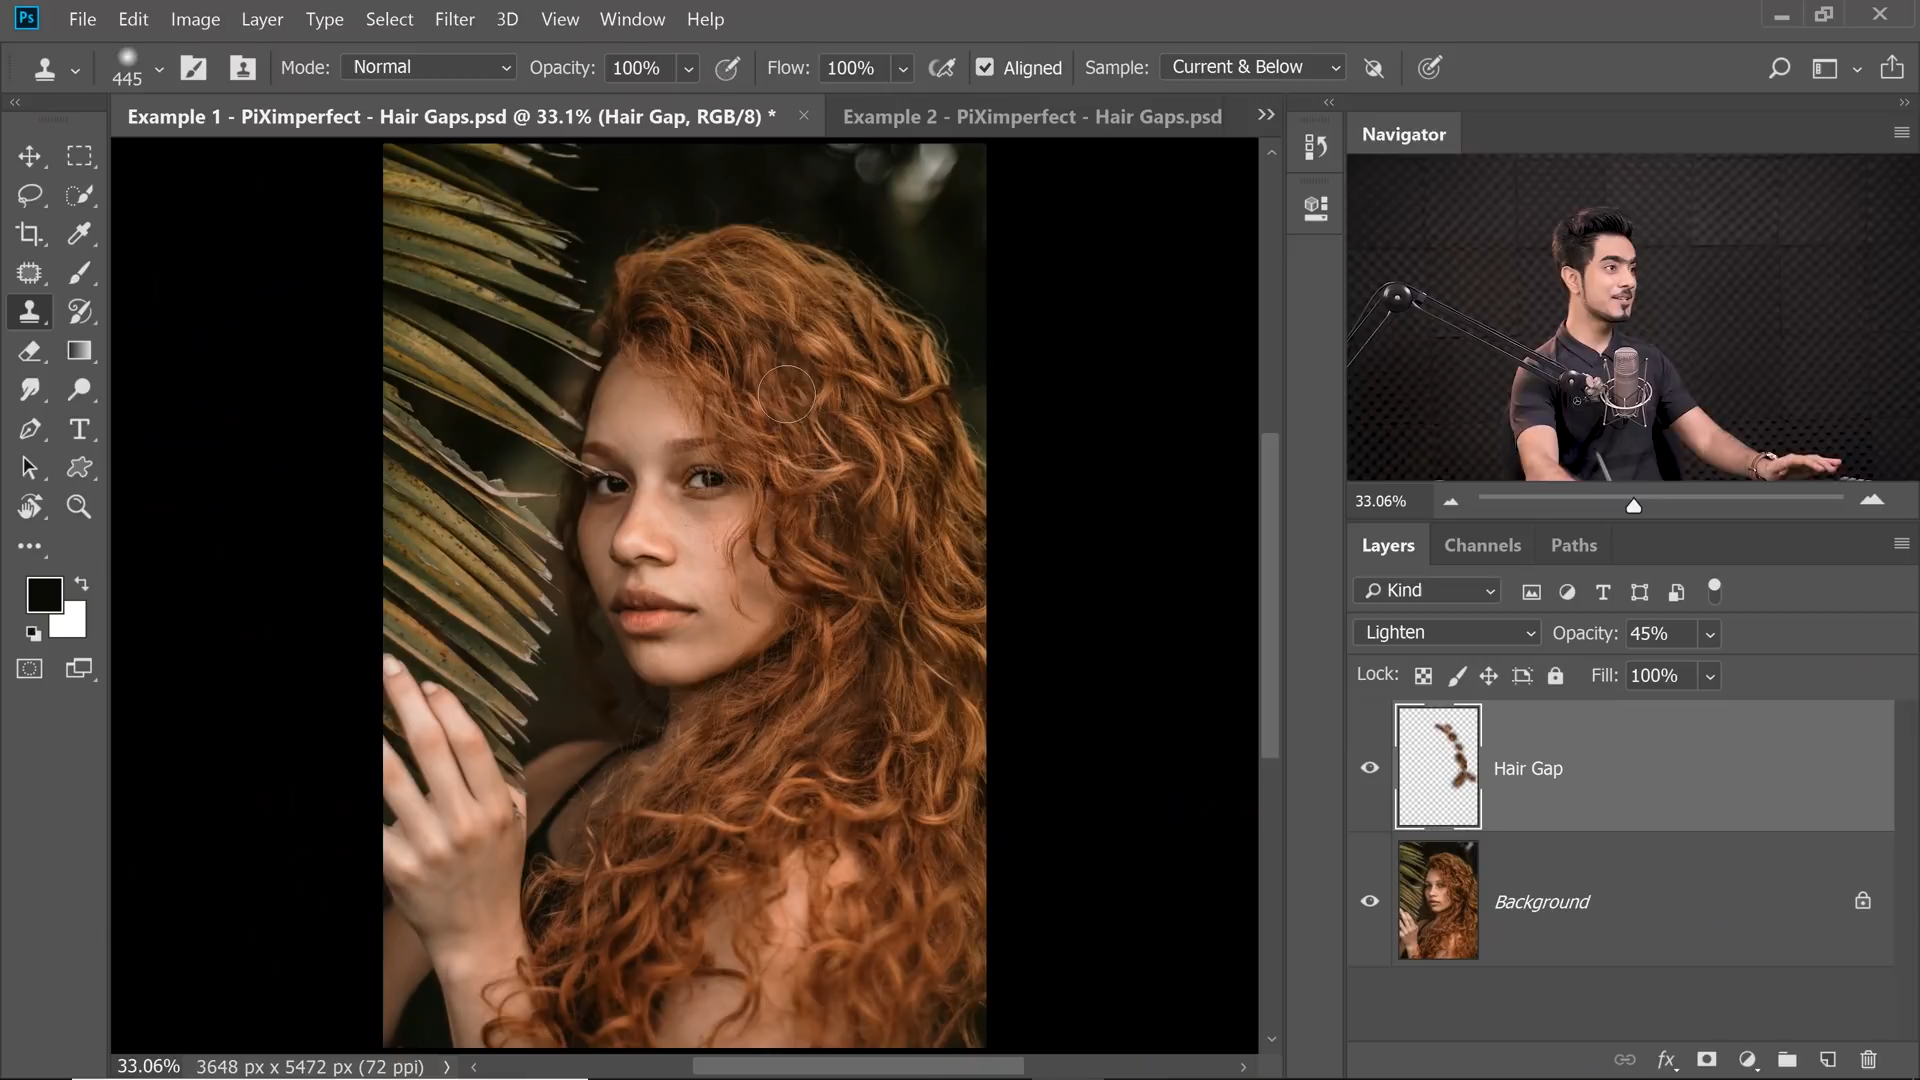 Ps File Edit Image Layer Type Select Filter 3D View Window Help
445 Mode: Normal Opacity: 100% Flow: 100% Aligned Sample: Current & Below
Example 1 - PiXimperfect - Hair Gaps.psd @ 33.1% (Hair Gap, RGB/8) *
Example 2 - PiXimperfect - Hair Gaps.psd
Navigator
33.06%
Layers Channels Paths
Kind
Lighten Opacity: 45%
Lock: Fill: 100%
Hair Gap
Background
fx
33.06% 3648 px x 5472 px (72 ppi)